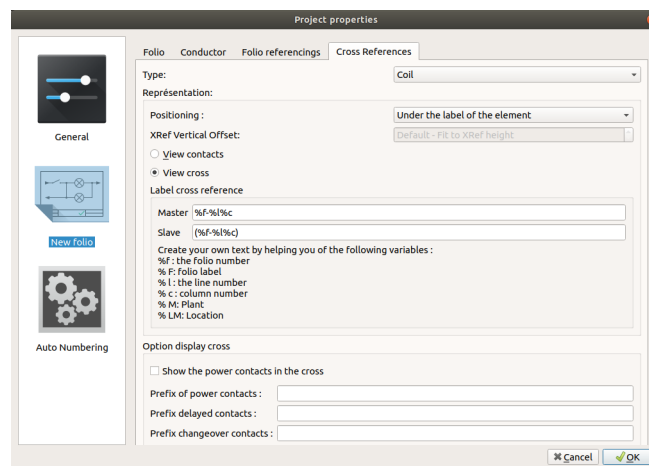 Project properties
General
New folio
Auto Numbering
Folio Conductor Folio referencings Cross References
Type: Coil
Représentation:
Positioning : Under the label of the element
XRef Vertical Offset: Default - Fit to XRef height
View contacts
View cross
Label cross reference
Master %f-%l%c
Slave (%f-%l%c)
Create your own text by helping you of the following variables :
%f : the folio number
% F: folio label
% l : the line number
% c : column number
% M: Plant
% LM: Location
Option display cross
Show the power contacts in the cross
Prefix of power contacts :
Prefix delayed contacts :
Prefix changeover contacts :
Cancel OK